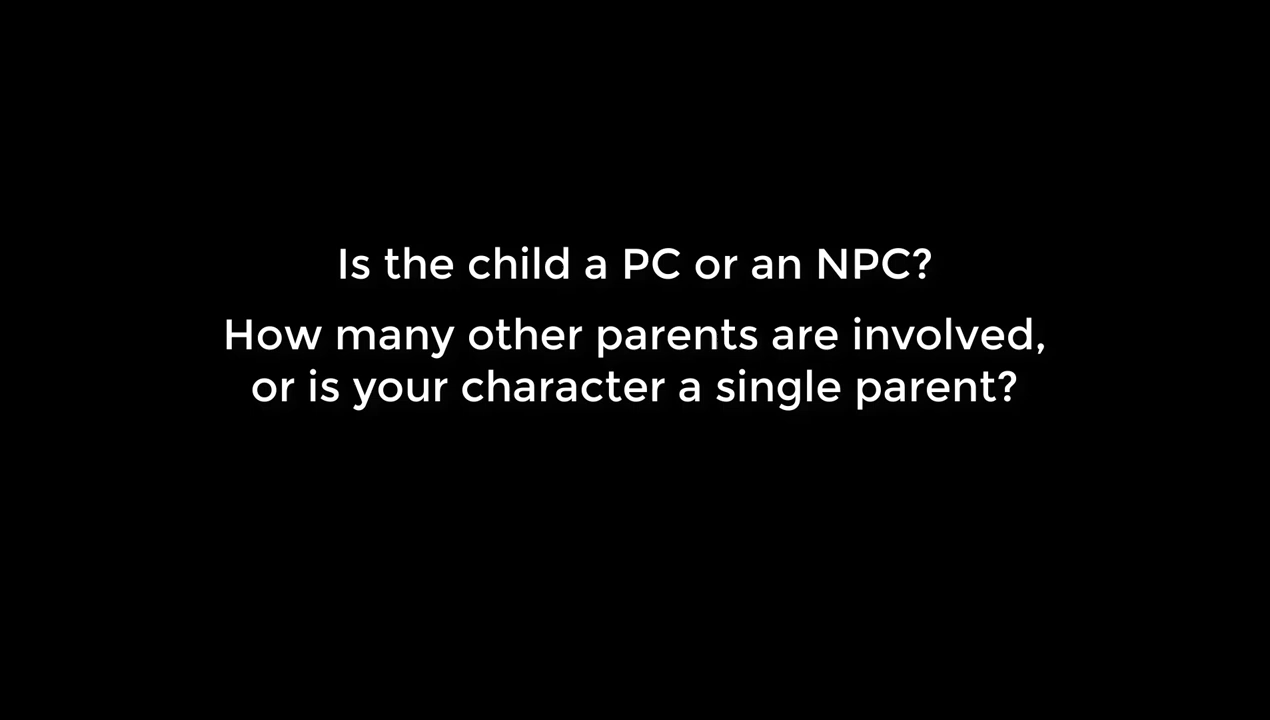 Is the child a PC or an NPC?
How many other parents are involved,
or is your character a single parent?